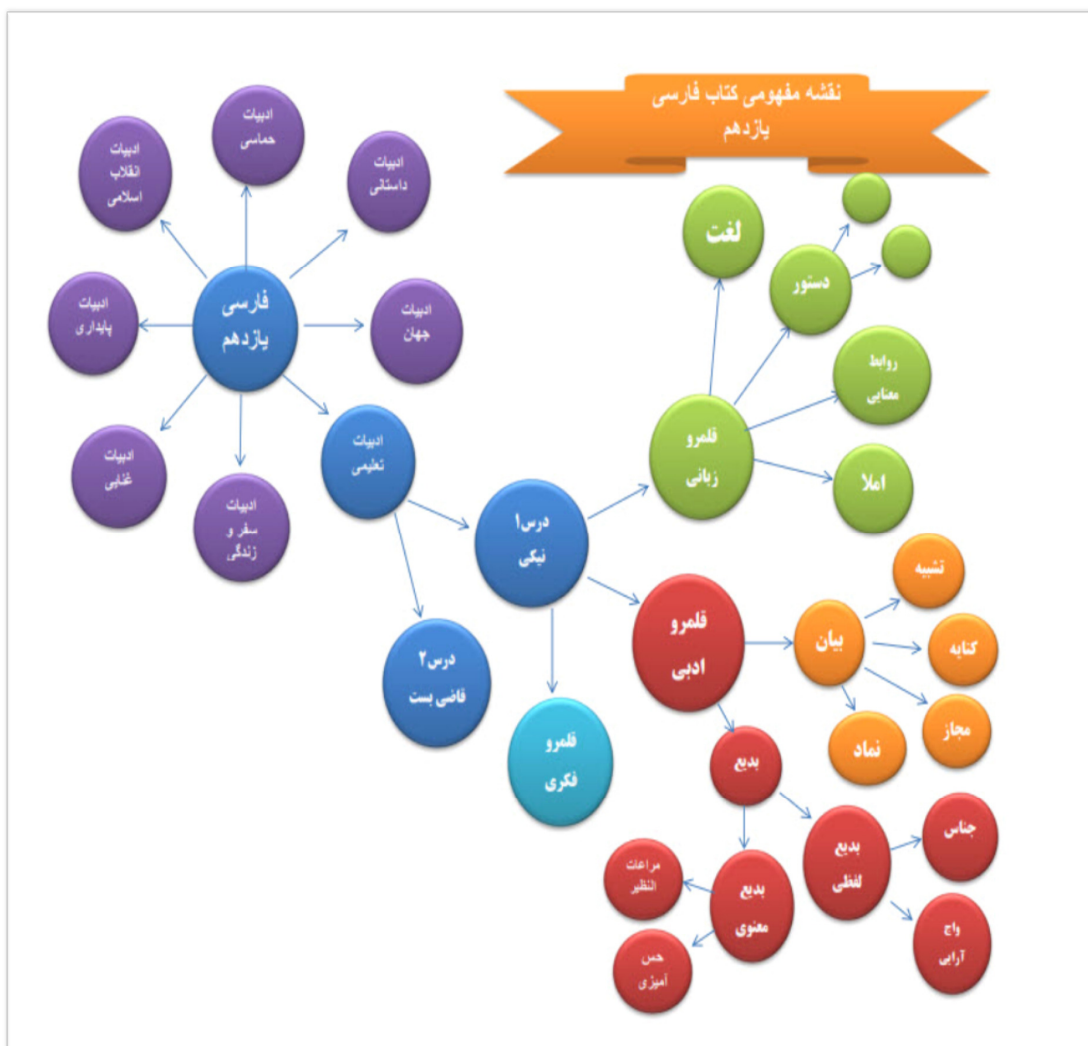 نقشه مفهومی کتاب فارسی
یازدهم
ادبیات
حماسی
ادبیات
انقلاب
اسلامی
ادبیات
داستانی
فارسی
یازدهم
ادبیات
پایداری
ادبیات
جهان
ادبیات
غنایی
ادبیات
سفر و
زندگی
ادبیات
تعلیمی
درس۱
نیکی
درس۲
قاضی بست
قلمرو
زبانی
لغت
دستور
روابط
معنایی
املا
قلمرو
ادبی
بیان
تشبیه
کنایه
مجاز
نماد
قلمرو
فکری
بدیع
بدیع
لفظی
جناس
واج
آرایی
بدیع
معنوی
مراعات
النظیر
حس
آمیزی